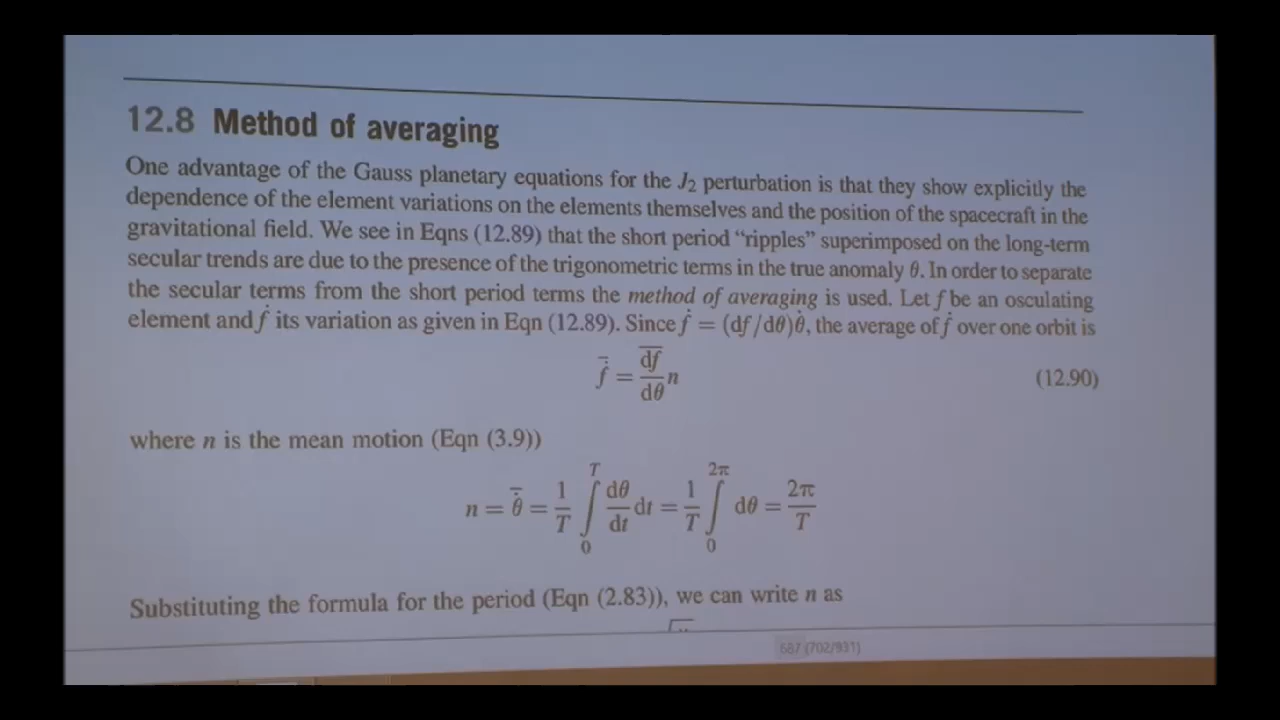 12.8 Method of averaging
One advantage of the Gauss planetary equations for the J₂ perturbation is that they show explicitly the
dependence of the element variations on the elements themselves and the position of the spacecraft in the
gravitational field. We see in Eqns (12.89) that the short period “ripples” superimposed on the long-term
secular trends are due to the presence of the trigonometric terms in the true anomaly θ. In order to separate
the secular terms from the short period terms the method of averaging is used. Let f be an osculating
element and ḟ its variation as given in Eqn (12.89). Since ḟ = (df/dθ)θ̇, the average of ḟ over one orbit is
ḟ̄ = d̅f̅/dθ n (12.90)
where n is the mean motion (Eqn (3.9))
n = θ̇̄ = 1/T ∫₀ᵀ dθ/dt dt = 1/T ∫₀^2π dθ = 2π/T
Substituting the formula for the period (Eqn (2.83)), we can write n as
687 (702/931)